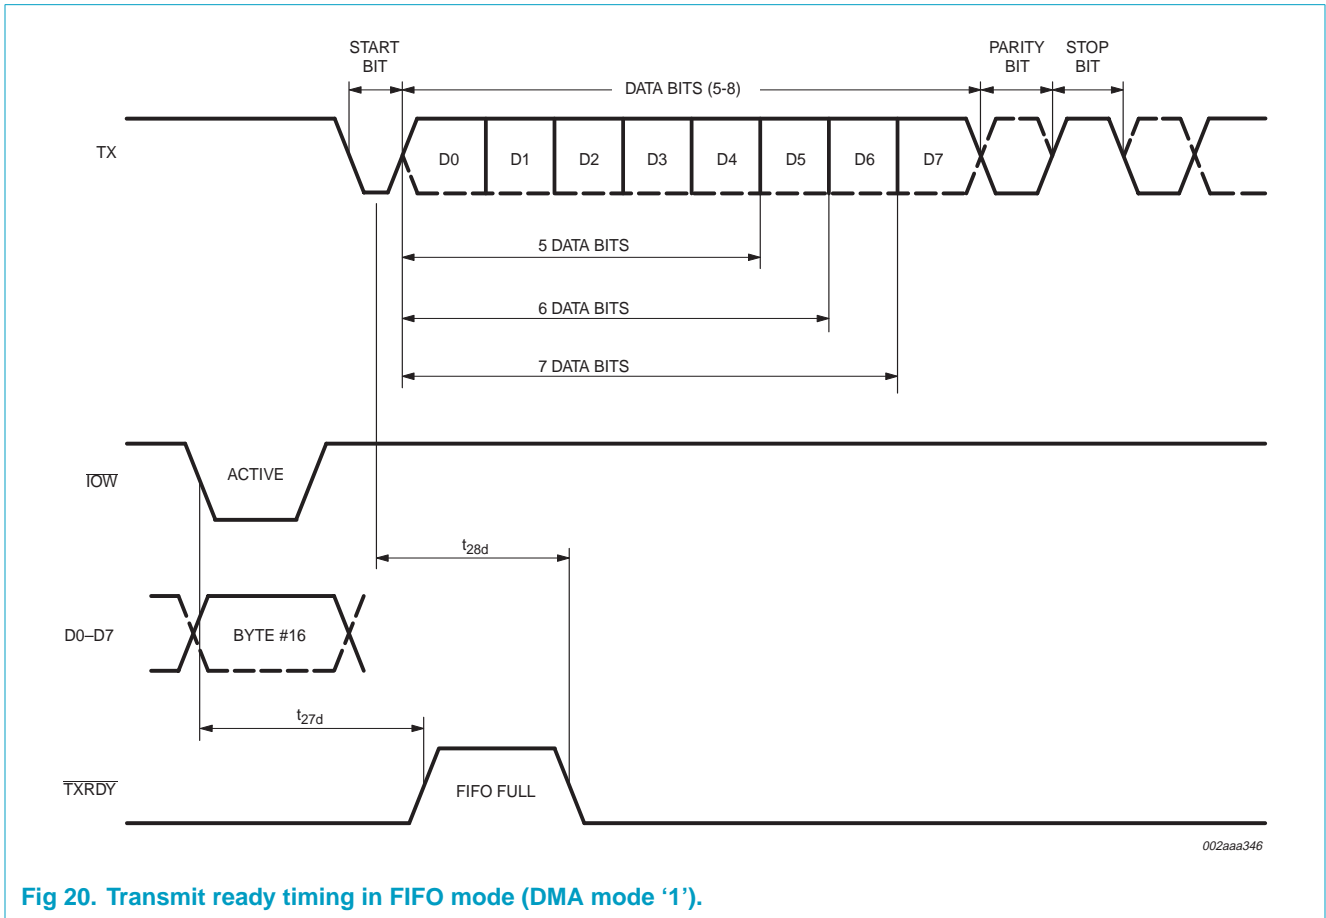 START
BIT
DATA BITS (5-8)
PARITY
BIT
STOP
BIT
TX
D0
D1
D2
D3
D4
D5
D6
D7
5 DATA BITS
6 DATA BITS
7 DATA BITS
IOW
ACTIVE
t28d
D0–D7
BYTE #16
t27d
TXRDY
FIFO FULL
002aaa346
Fig 20. Transmit ready timing in FIFO mode (DMA mode ‘1’).